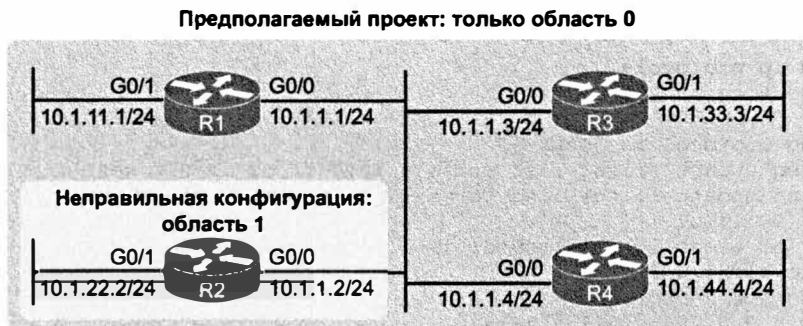 Предполагаемый проект: только область 0
G0/1
G0/0
10.1.11.1/24
R1
10.1.1.1/24
G0/0
G0/1
10.1.1.3/24
R3
10.1.33.3/24
Неправильная конфигурация:
область 1
G0/1
G0/0
10.1.22.2/24
R2
10.1.1.2/24
G0/0
G0/1
10.1.1.4/24
R4
10.1.44.4/24